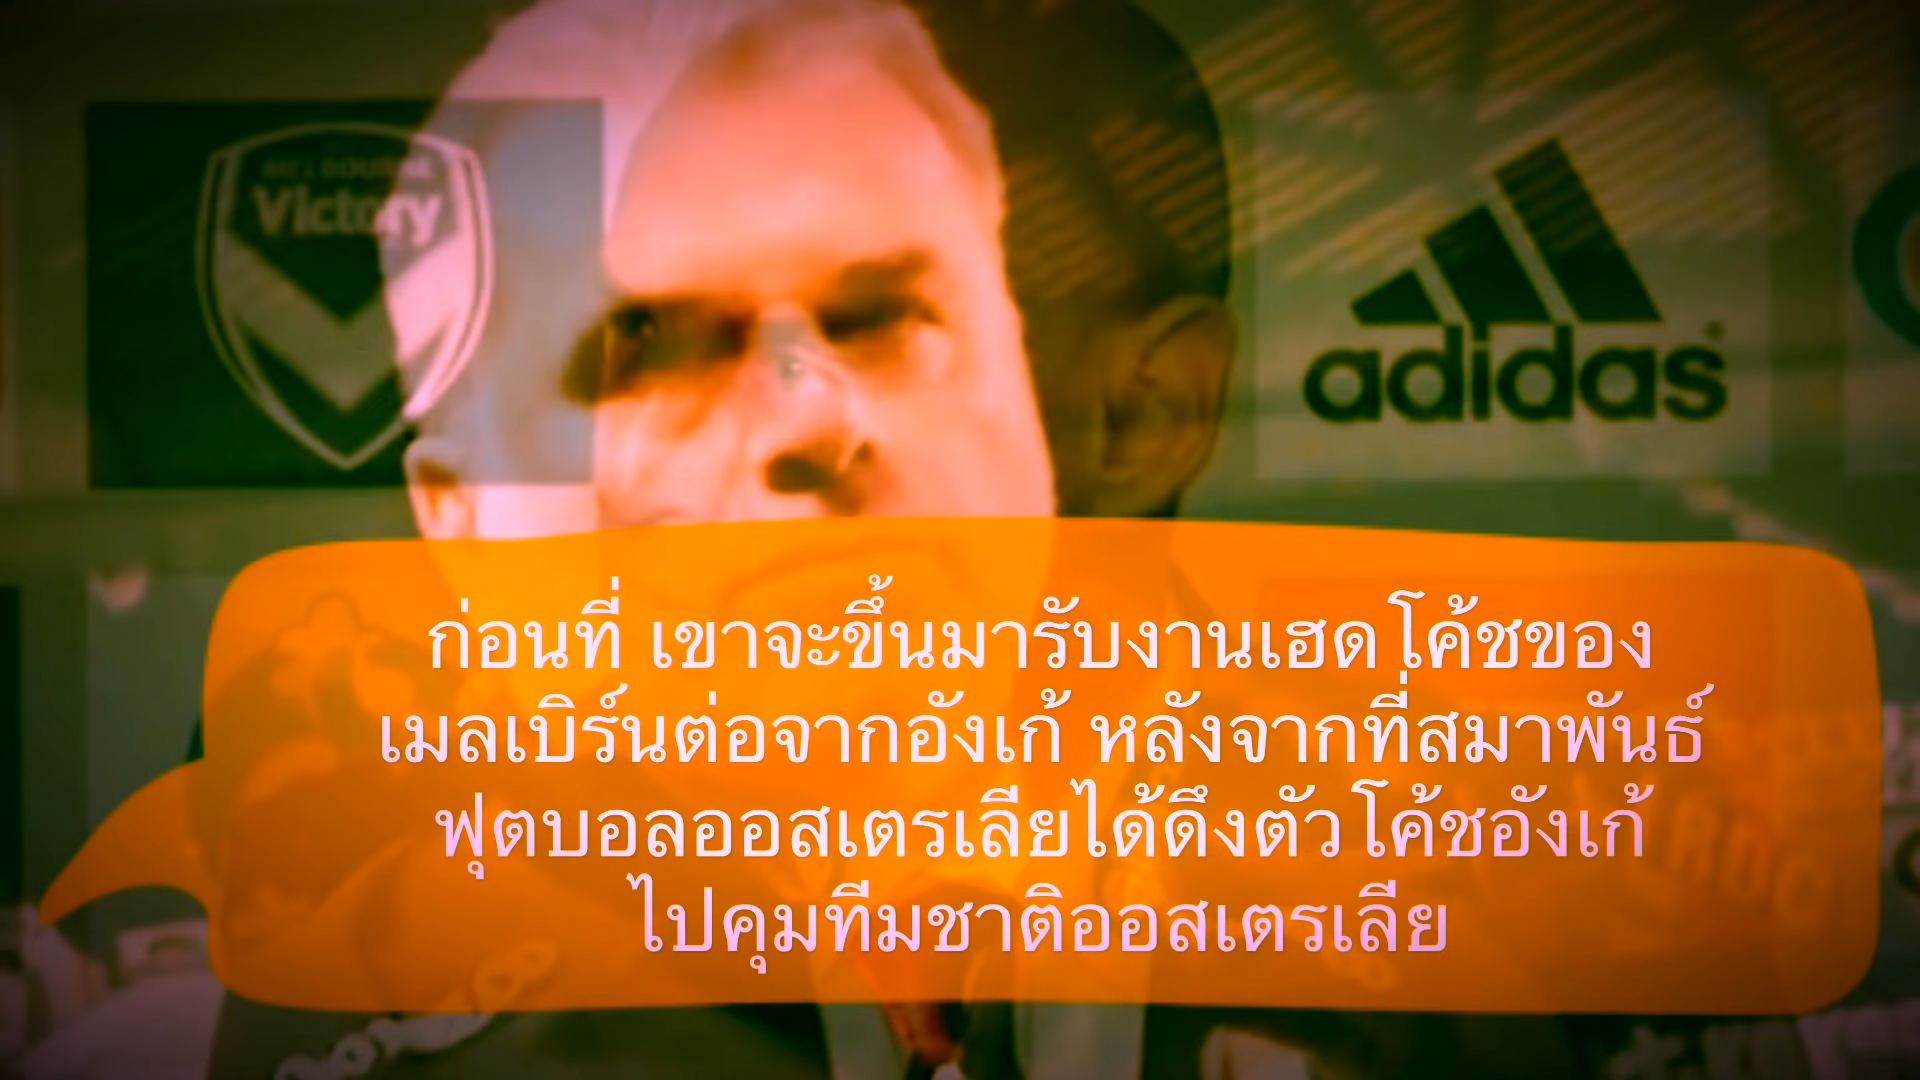 MELBOURNE
Victory
adidas
ก่อนที่ เขาจะขึ้นมารับงานเฮดโค้ชของ
เมลเบิร์นต่อจากอังเก้ หลังจากที่สมาพันธ์
ฟุตบอลออสเตรเลียได้ดึงตัวโค้ชอังเก้
ไปคุมทีมชาติออสเตรเลีย